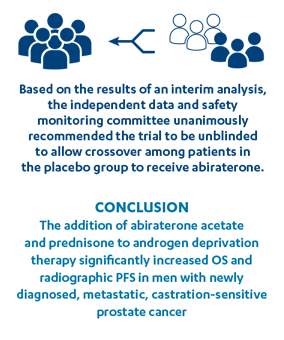 Based on the results of an interim analysis,
the independent data and safety
monitoring committee unanimously
recommended the trial to be unblinded
to allow crossover among patients in
the placebo group to receive abiraterone.
CONCLUSION
The addition of abiraterone acetate
and prednisone to androgen deprivation
therapy significantly increased OS and
radiographic PFS in men with newly
diagnosed, metastatic, castration-sensitive
prostate cancer